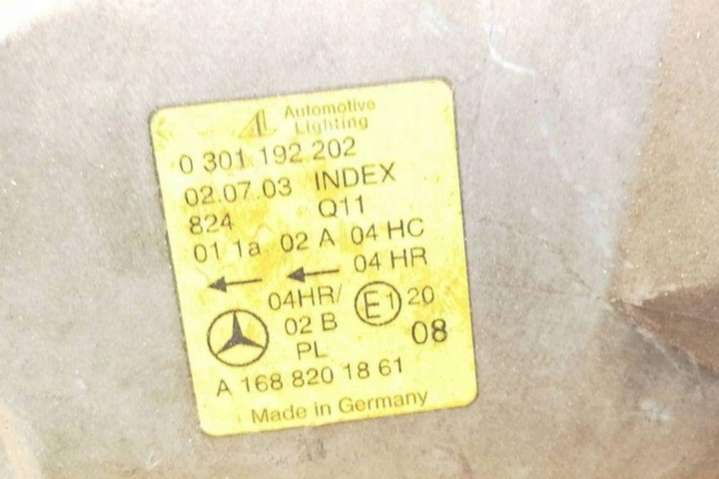 AL Automotive
Lighting
0 301 192 202
02.07.03 INDEX
824 Q11
01 1a 02 A 04 HC
04 HR
04HR/ E1 20
02 B 08
PL
A 168 820 18 61
Made in Germany